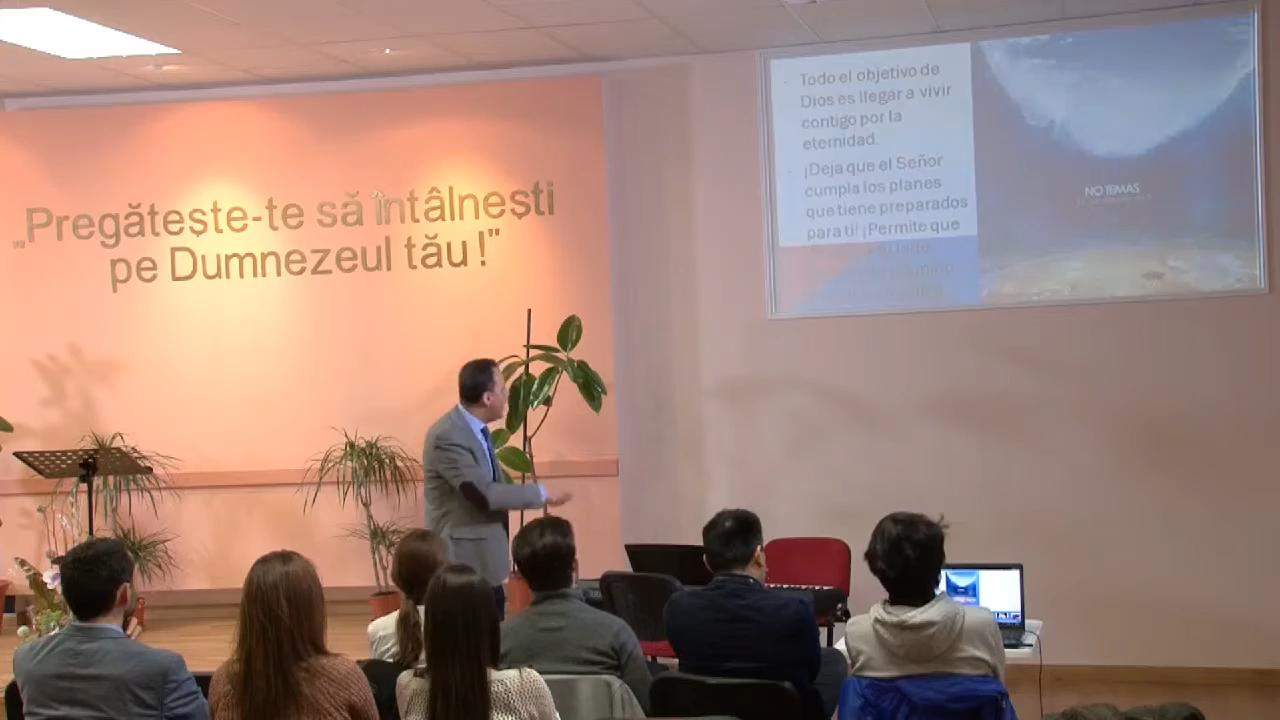 „Pregătește-te să întâlnești
pe Dumnezeul tău !”
Todo el objetivo de
Dios es llegar a vivir
contigo por la
eternidad.
¡Deja que el Señor
cumpla los planes
que tiene preparados
para ti! ¡Permite que
NO TEMAS